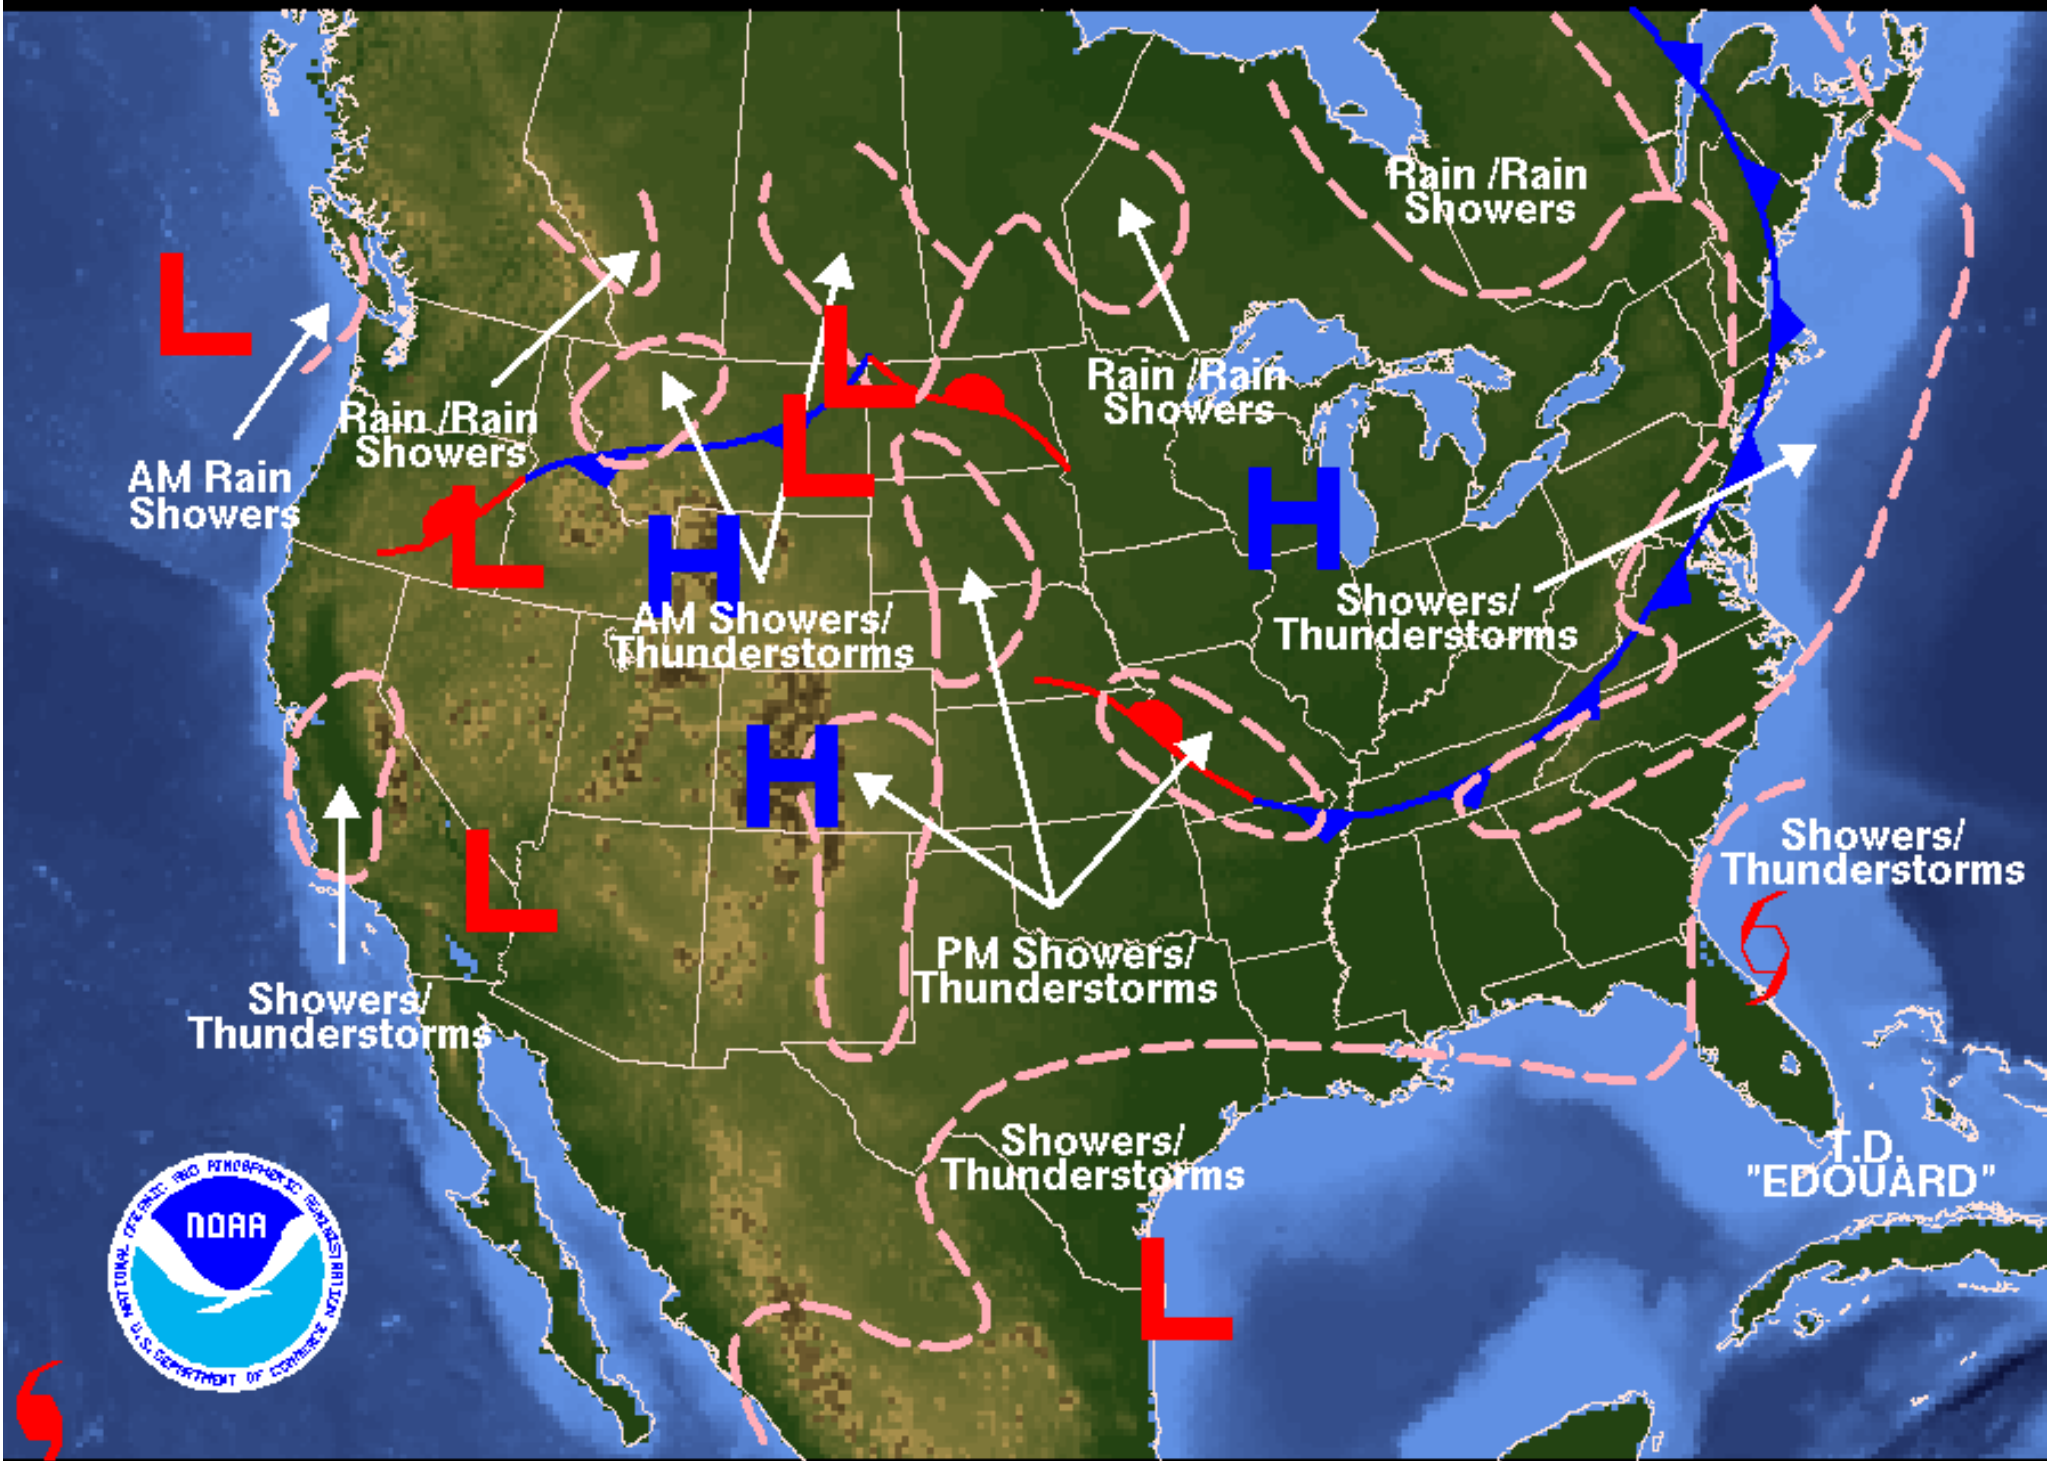 Rain /Rain
Showers
Rain /Rain
Showers
Rain /Rain
Showers
AM Rain
Showers
L
L
L
L
L
L
H
H
H
AM Showers/
Thunderstorms
Showers/
Thunderstorms
Showers/
Thunderstorms
PM Showers/
Thunderstorms
Showers/
Thunderstorms
Showers/
Thunderstorms
T.D.
"EDOUARD"
NOAA
NATIONAL OCEANIC AND ATMOSPHERIC ADMINISTRATION
U.S. DEPARTMENT OF COMMERCE